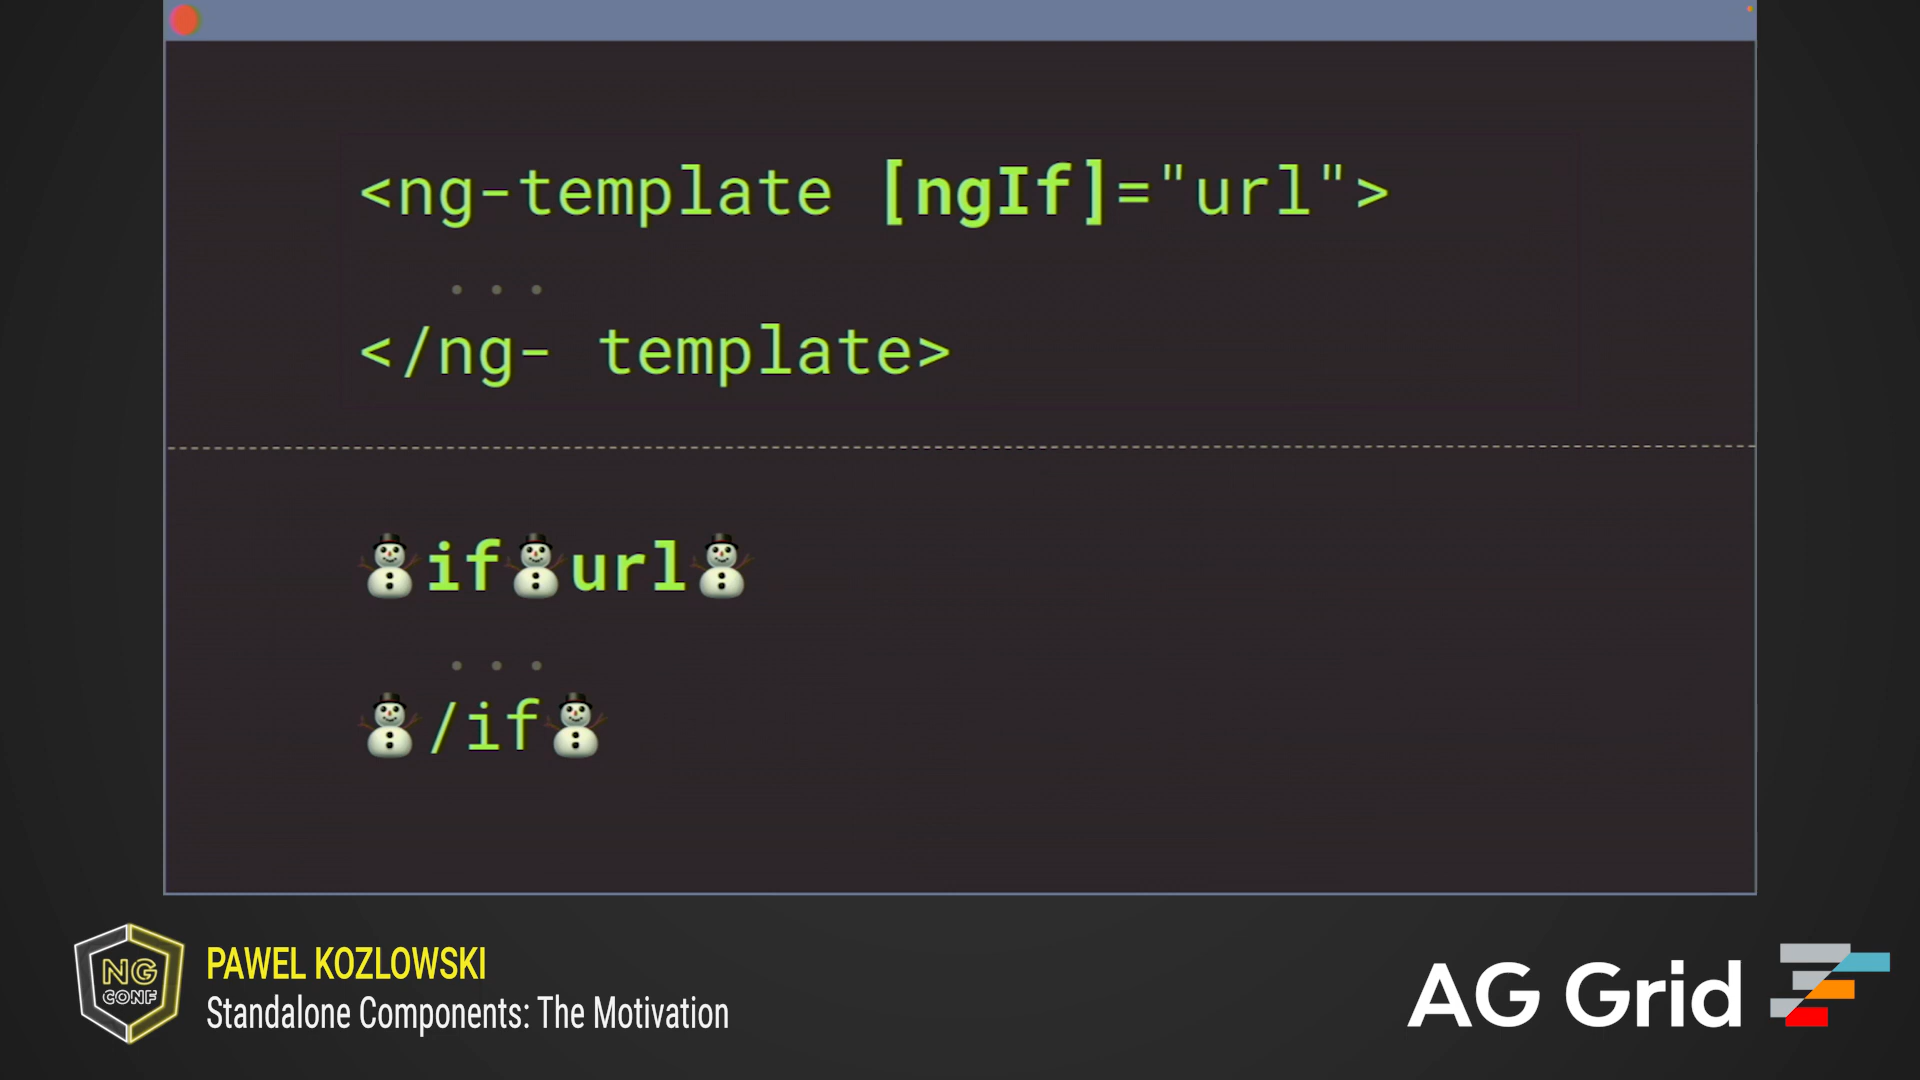 <ng-template [ngIf]="url">
...
</ng- template>
⛄if⛄url⛄
...
⛄/if⛄
NG
CONF
PAWEL KOZLOWSKI
Standalone Components: The Motivation
AG Grid